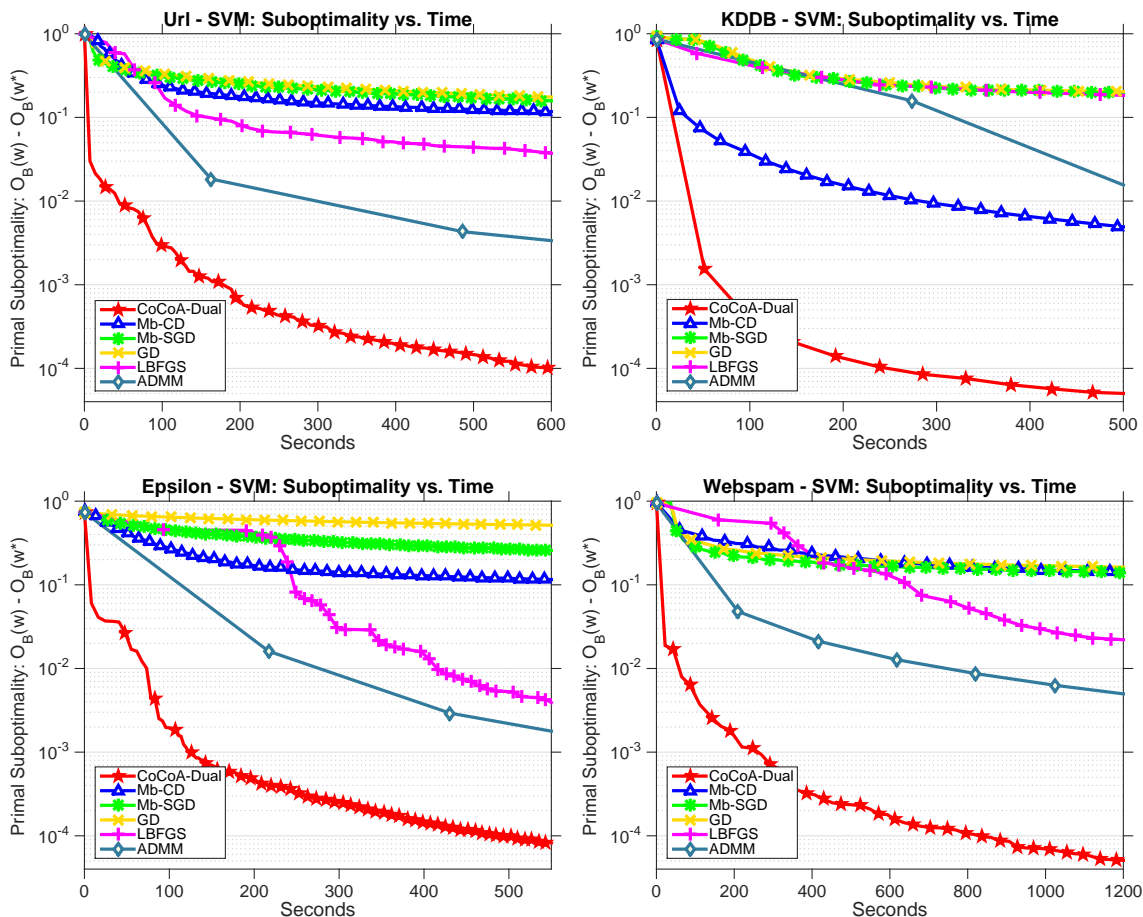 Url - SVM: Suboptimality vs. Time
Primal Suboptimality: O_B(w) - O_B(w*)
10^0
10^-1
10^-2
10^-3
10^-4
CoCoA-Dual
Mb-CD
Mb-SGD
GD
LBFGS
ADMM
0 100 200 300 400 500 600
Seconds
KDDB - SVM: Suboptimality vs. Time
Primal Suboptimality: O_B(w) - O_B(w*)
10^0
10^-1
10^-2
10^-3
10^-4
CoCoA-Dual
Mb-CD
Mb-SGD
GD
LBFGS
ADMM
0 100 200 300 400 500
Seconds
Epsilon - SVM: Suboptimality vs. Time
Primal Suboptimality: O_B(w) - O_B(w*)
10^0
10^-1
10^-2
10^-3
10^-4
CoCoA-Dual
Mb-CD
Mb-SGD
GD
LBFGS
ADMM
0 100 200 300 400 500
Seconds
Webspam - SVM: Suboptimality vs. Time
Primal Suboptimality: O_B(w) - O_B(w*)
10^0
10^-1
10^-2
10^-3
10^-4
CoCoA-Dual
Mb-CD
Mb-SGD
GD
LBFGS
ADMM
0 200 400 600 800 1000 1200
Seconds